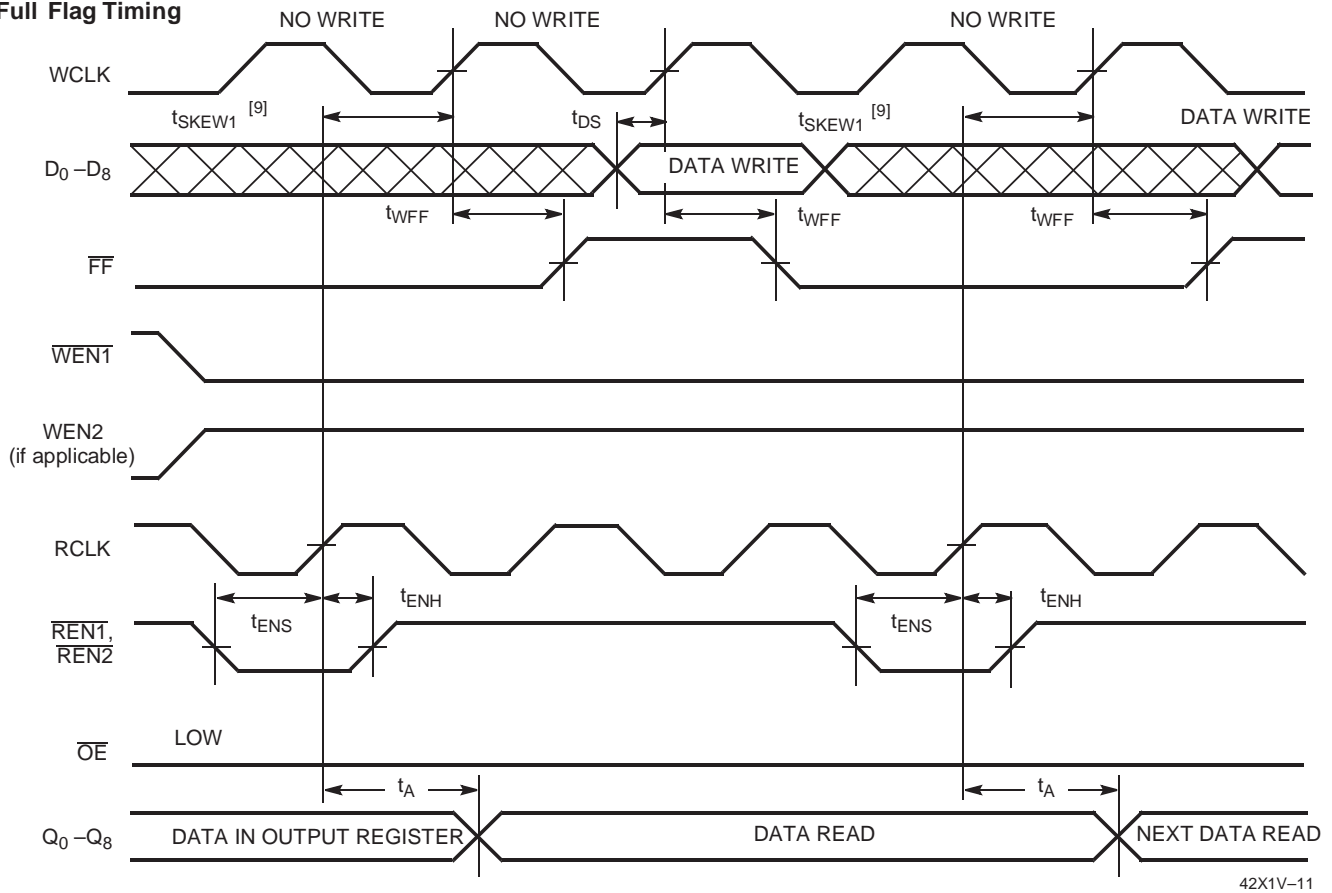 Full Flag Timing
NO WRITE NO WRITE NO WRITE
WCLK
tSKEW1 [9] tDS tSKEW1 [9] DATA WRITE
D0 –D8 DATA WRITE
tWFF tWFF tWFF
FF
WEN1
WEN2
(if applicable)
RCLK
tENH tENH
tENS tENS
REN1,
REN2
LOW
OE
tA tA
Q0 –Q8 DATA IN OUTPUT REGISTER DATA READ NEXT DATA READ
42X1V–11